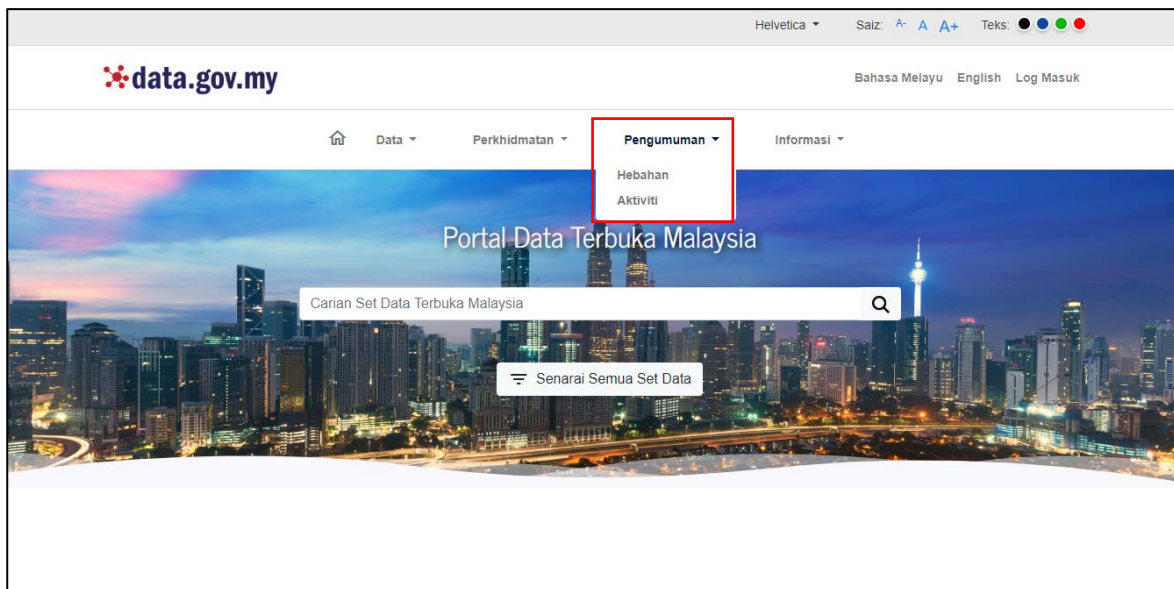 Helvetica Saiz: A- A A+ Teks:
data.gov.my
Bahasa Melayu English Log Masuk
Data Perkhidmatan Pengumuman Informasi
Hebahan
Aktiviti
Portal Data Terbuka Malaysia
Carian Set Data Terbuka Malaysia
Senarai Semua Set Data